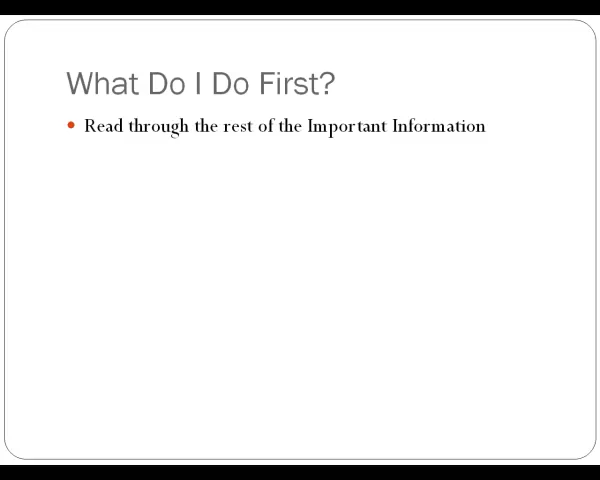 What Do I Do First?
Read through the rest of the Important Information